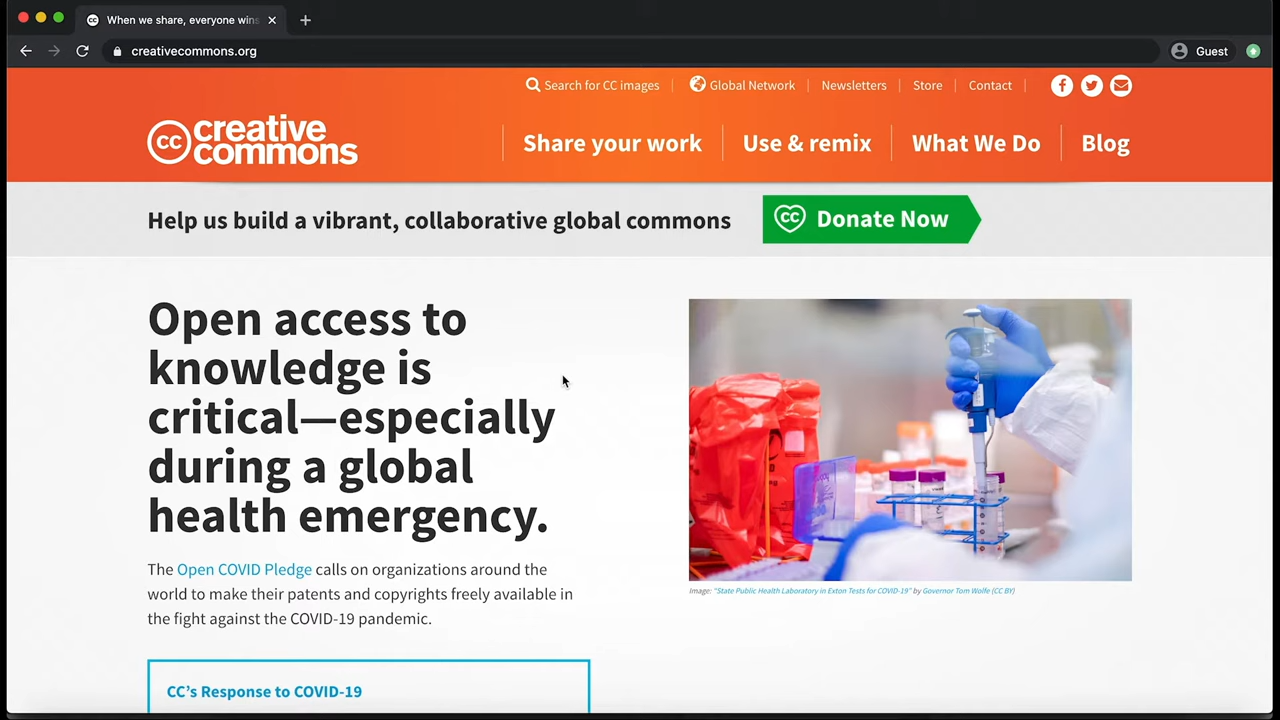 When we share, everyone wins
creativecommons.org
Guest
Search for CC images
Global Network
Newsletters
Store
Contact
cc creative commons
Share your work
Use & remix
What We Do
Blog
Help us build a vibrant, collaborative global commons
cc Donate Now
Open access to
knowledge is
critical—especially
during a global
health emergency.
The Open COVID Pledge calls on organizations around the
world to make their patents and copyrights freely available in
the fight against the COVID-19 pandemic.
Image: "State Public Health Laboratory in Exton Tests for COVID-19" by Governor Tom Wolfe (CC BY)
CC's Response to COVID-19